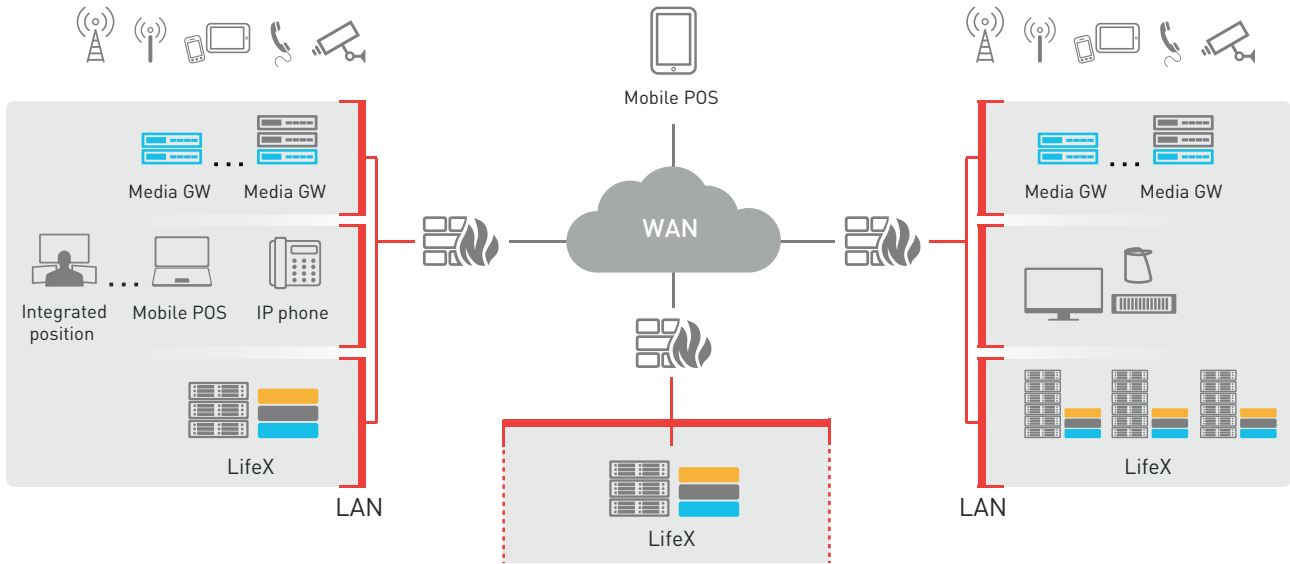 Mobile POS
Media GW
Media GW
Media GW
Media GW
WAN
Integrated
position
Mobile POS
IP phone
LifeX
LifeX
LAN
LAN
LifeX